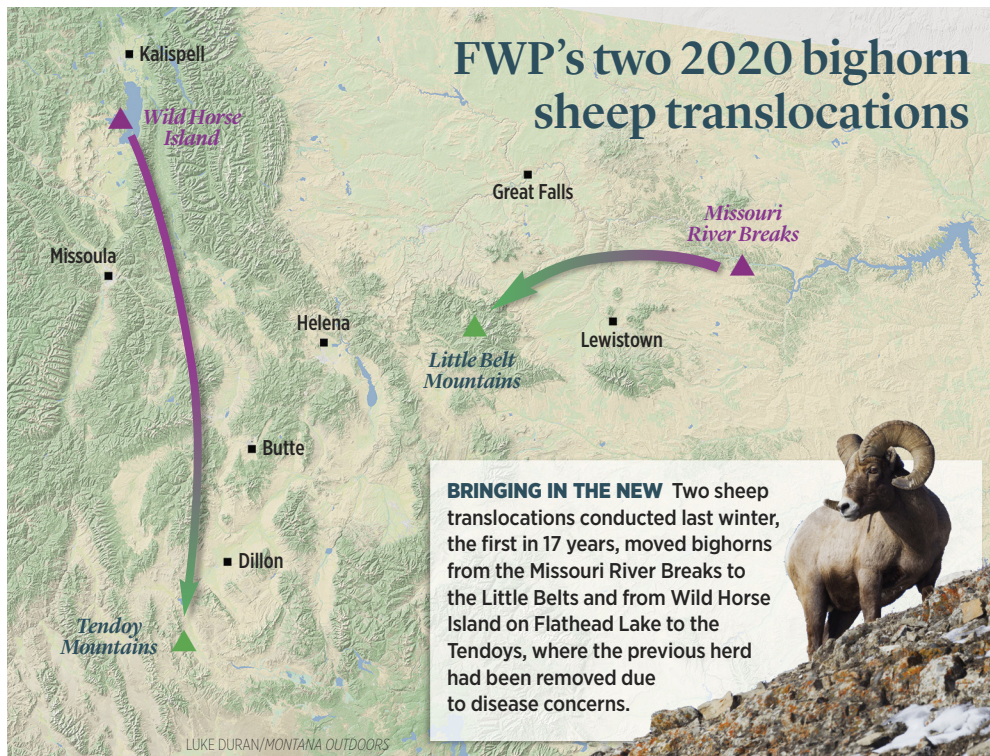 FWP's two 2020 bighorn
sheep translocations
Kalispell
Wild Horse
Island
Great Falls
Missouri
River Breaks
Missoula
Helena
Lewistown
Little Belt
Mountains
Butte
Dillon
Tendoy
Mountains
BRINGING IN THE NEW Two sheep
translocations conducted last winter,
the first in 17 years, moved bighorns
from the Missouri River Breaks to
the Little Belts and from Wild Horse
Island on Flathead Lake to the
Tendoys, where the previous herd
had been removed due
to disease concerns.
LUKE DURAN/MONTANA OUTDOORS